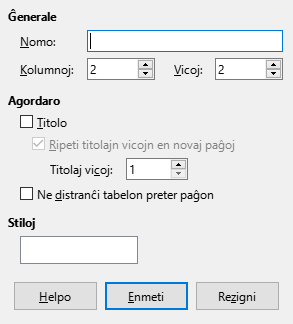 Ĝenerale
Nomo:
Kolumnoj: 2 Vicoj: 2
Agordaro
Titolo
Ripeti titolajn vicojn en novaj paĝoj
Titolaj vicoj: 1
Ne distranĉi tabelon preter paĝon
Stiloj
Helpo Enmeti Rezigni